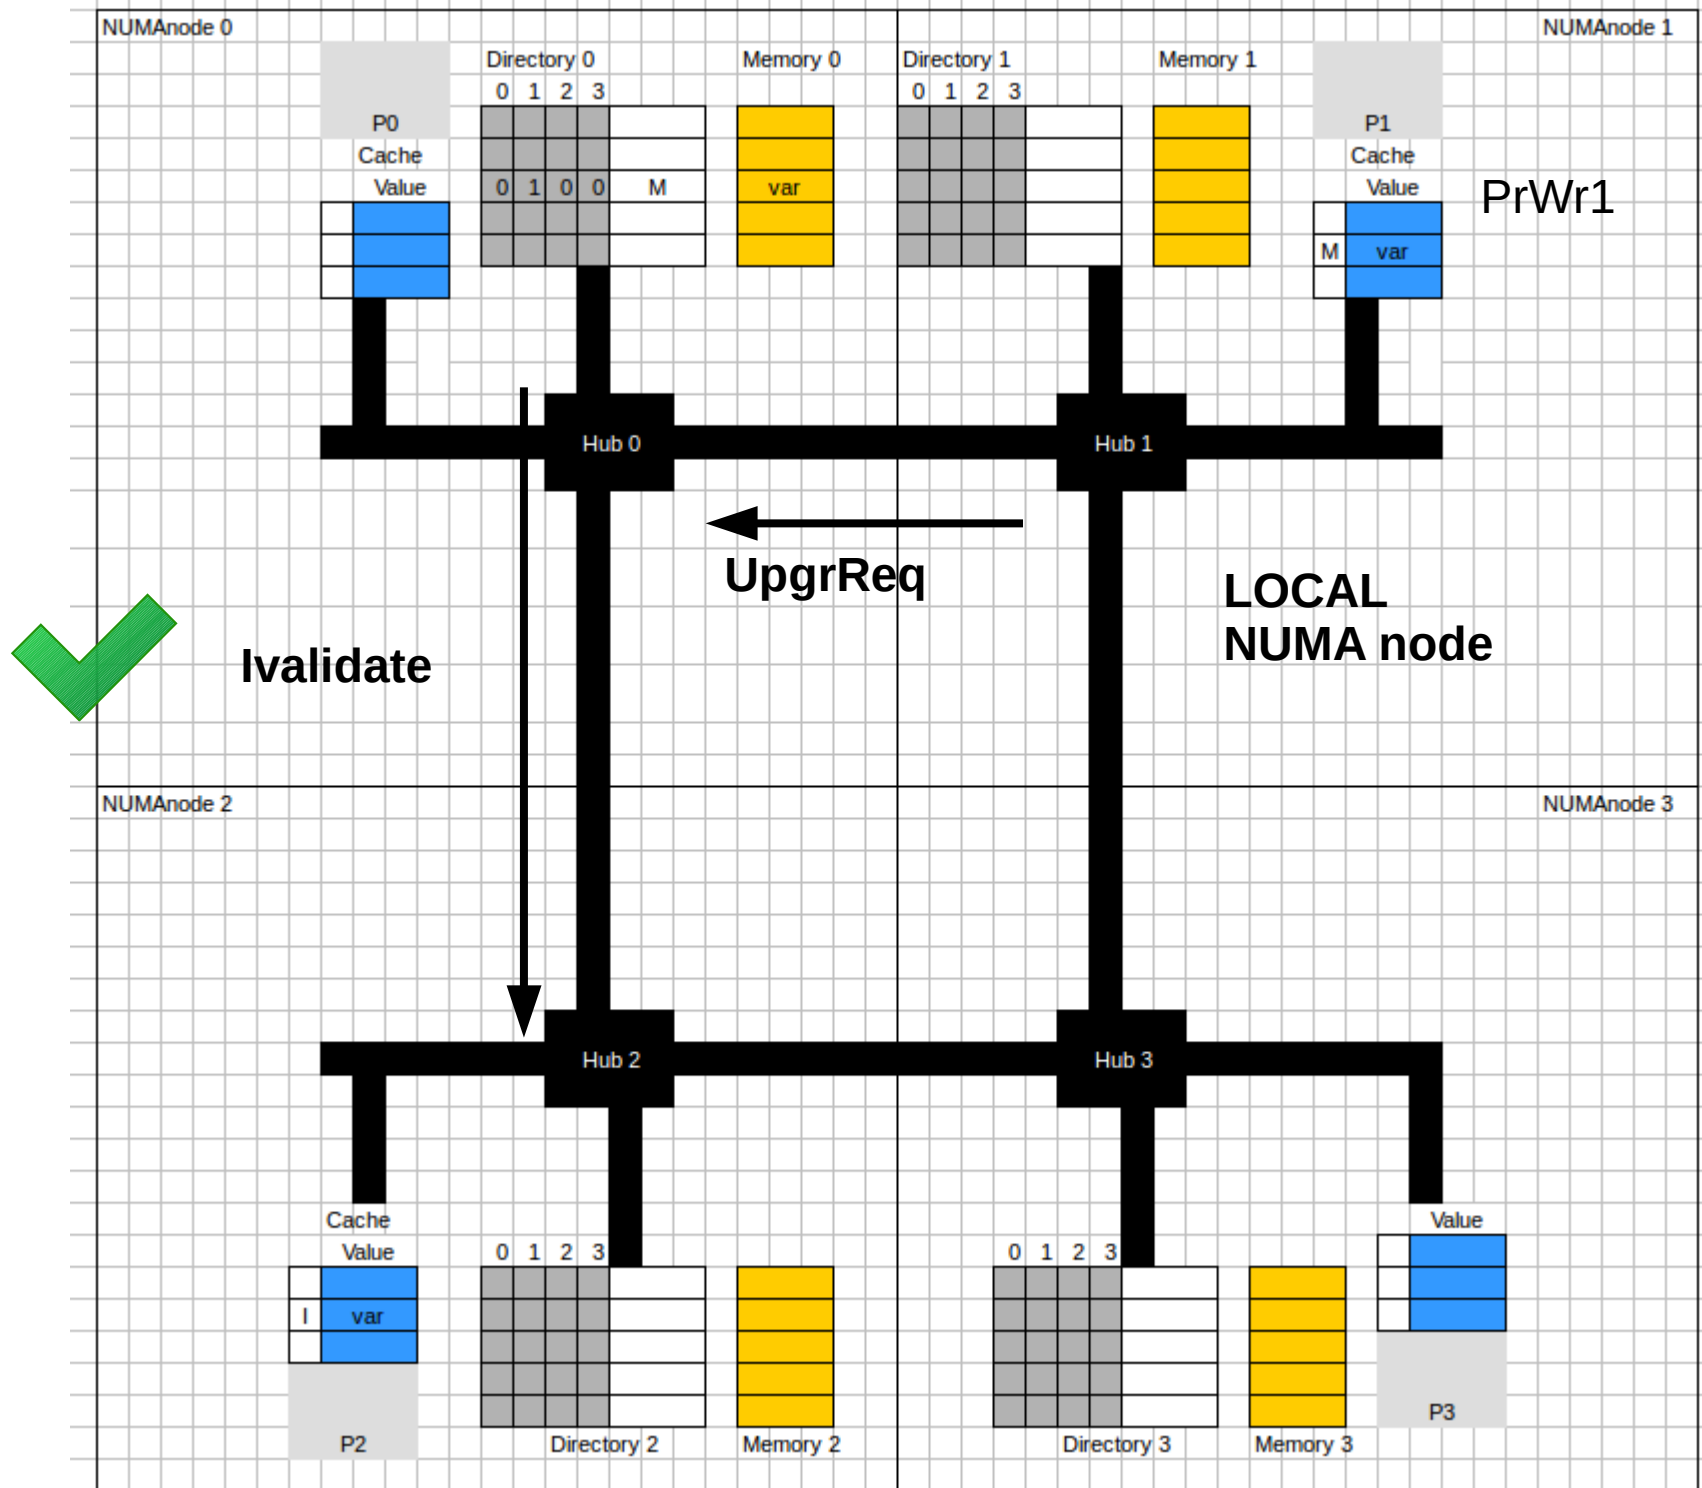 NUMAnode 0
NUMAnode 1
Directory 0
Memory 0
Directory 1
Memory 1
0 1 2 3
0 1 2 3
P0
P1
Cache
Cache
Value
0 1 0 0 M
var
Value
PrWr1
M var
Hub 0
Hub 1
UpgrReq
LOCAL
NUMA node
Ivalidate
NUMAnode 2
NUMAnode 3
Hub 2
Hub 3
Cache
Value
Value
0 1 2 3
0 1 2 3
I var
P3
P2
Directory 2
Memory 2
Directory 3
Memory 3